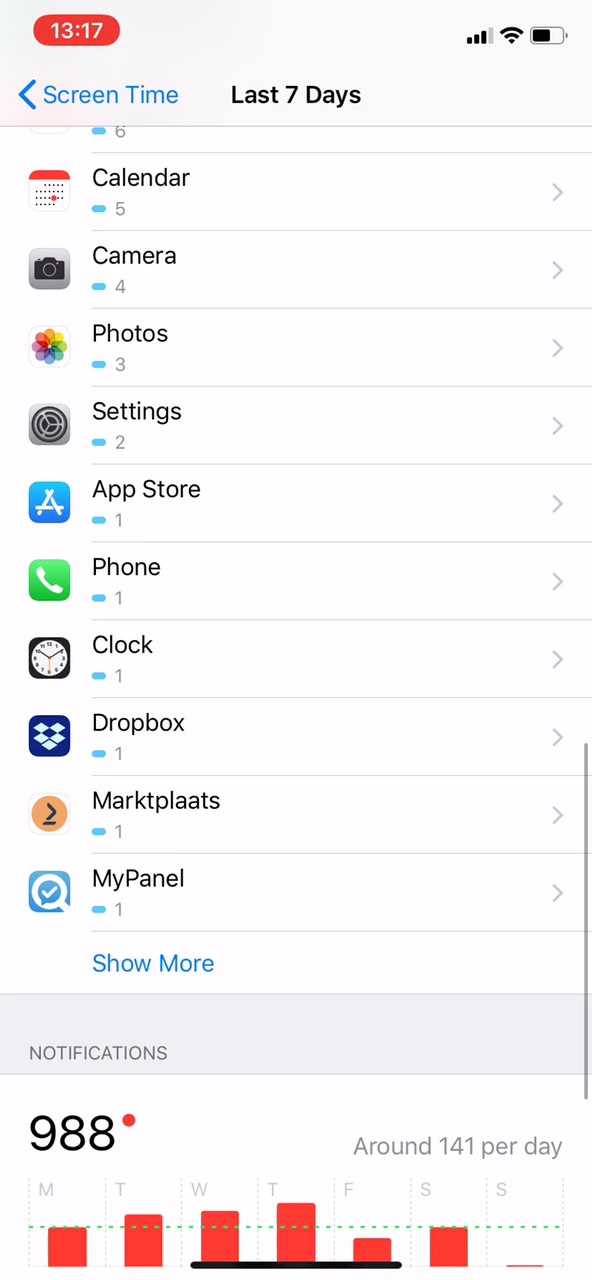 13:17
Screen Time
Last 7 Days
6
Calendar
5
Camera
4
Photos
3
Settings
2
App Store
1
Phone
1
Clock
1
Dropbox
1
Marktplaats
1
MyPanel
1
Show More
NOTIFICATIONS
988
Around 141 per day
M T W T F S S